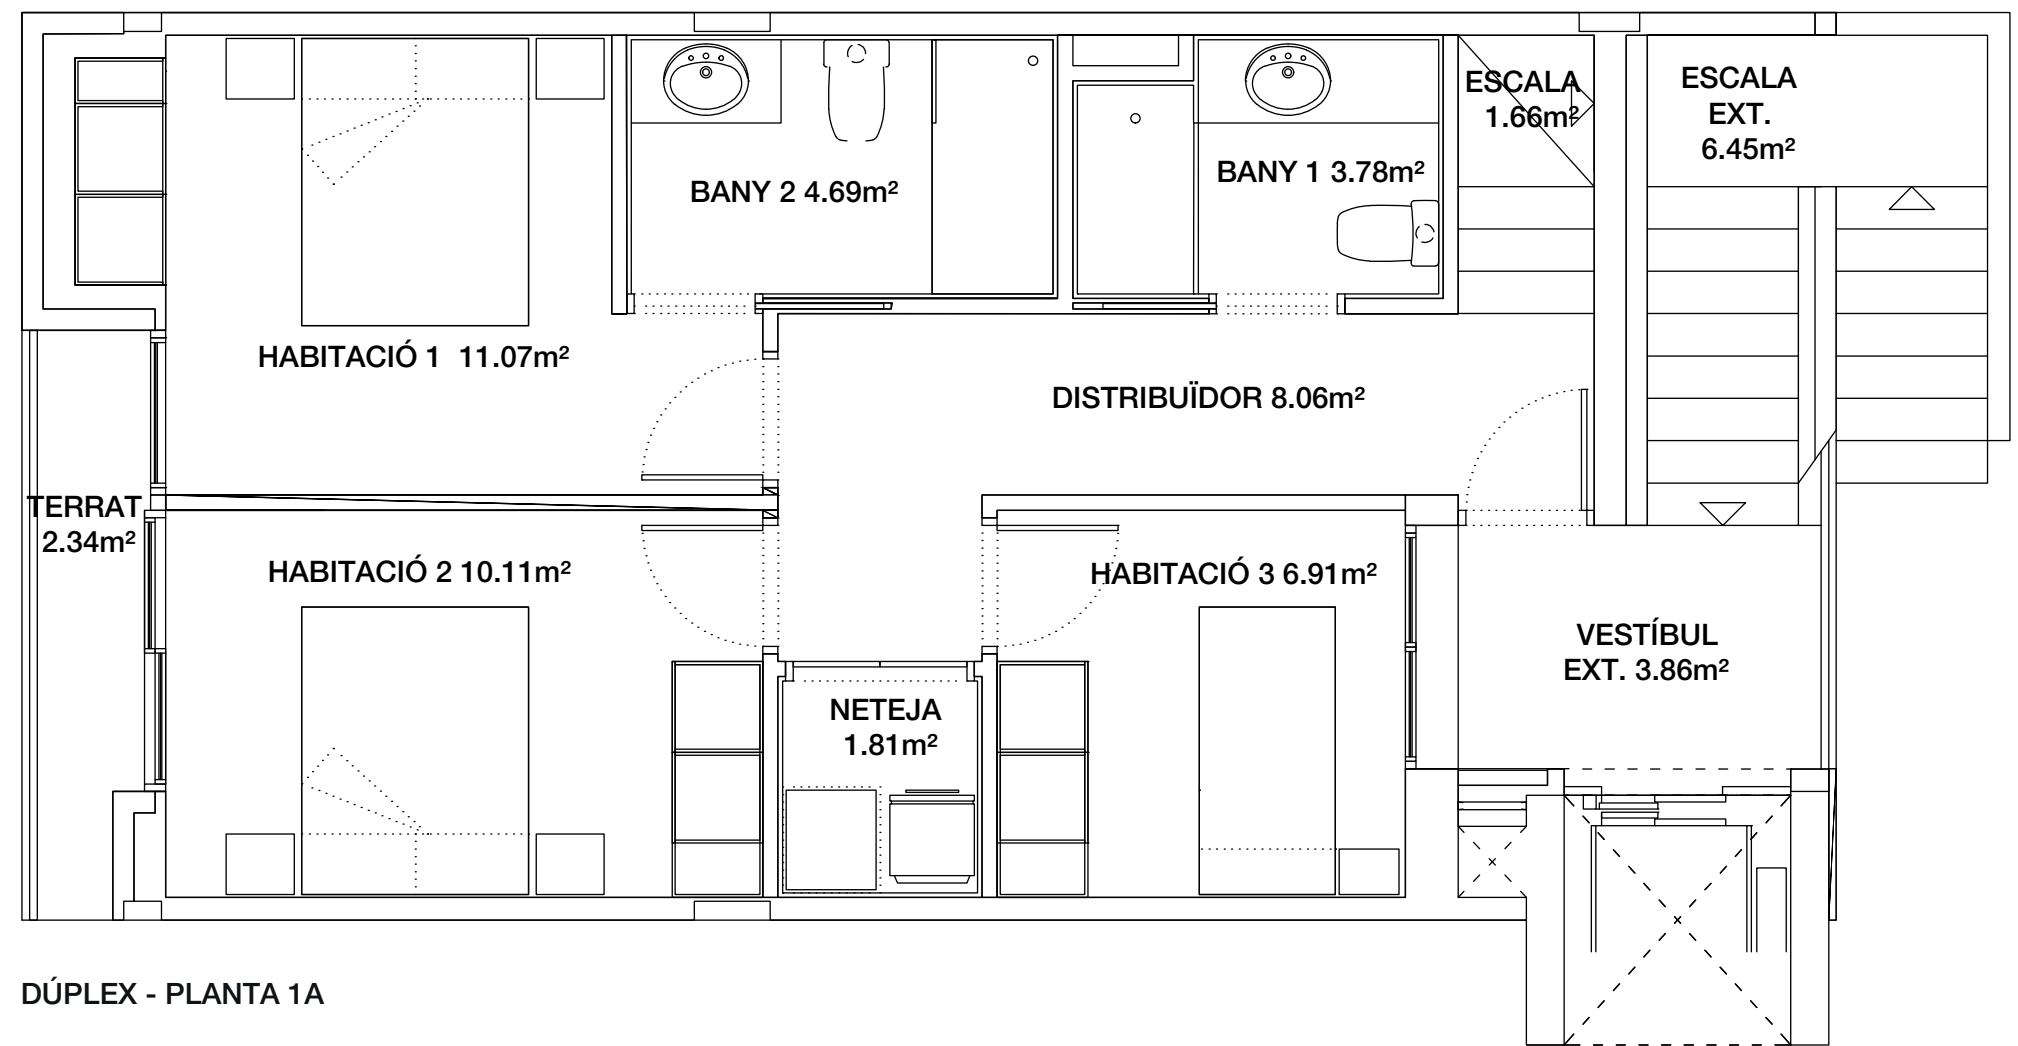 ESCALA
1.66m²
ESCALA
EXT.
6.45m²
BANY 2 4.69m²
BANY 1 3.78m²
HABITACIÓ 1  11.07m²
DISTRIBUÏDOR 8.06m²
TERRAT
2.34m²
HABITACIÓ 2 10.11m²
HABITACIÓ 3 6.91m²
VESTÍBUL
EXT. 3.86m²
NETEJA
1.81m²
DÚPLEX - PLANTA 1A